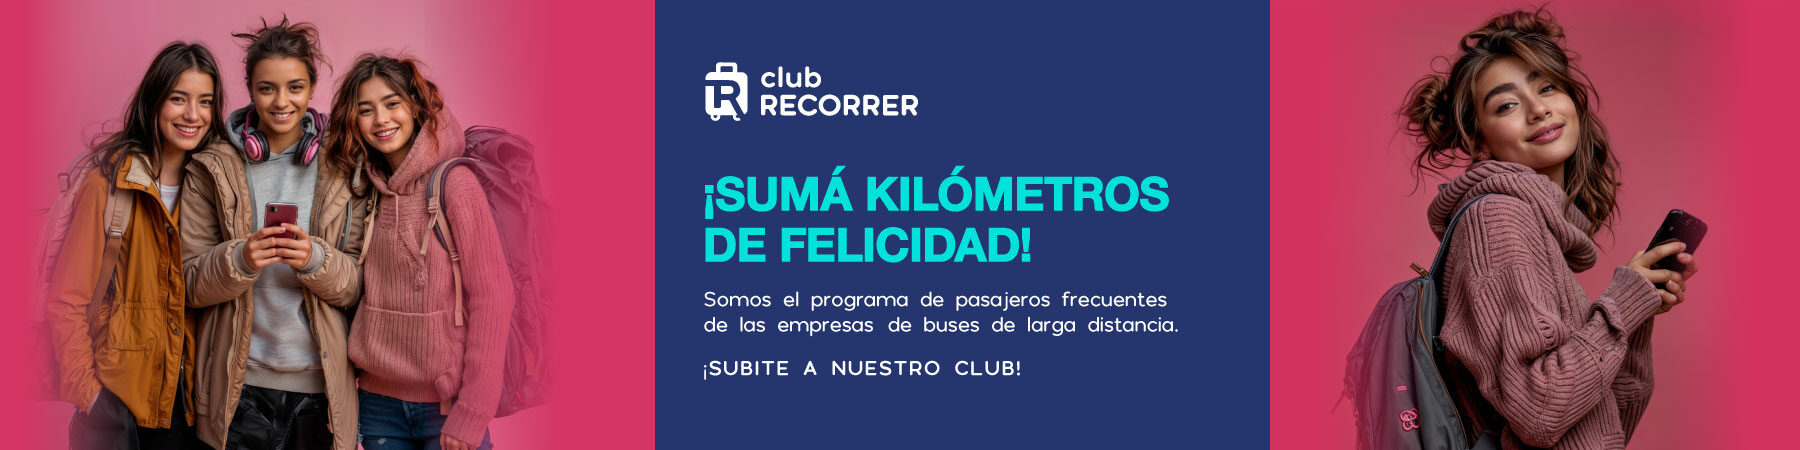 club
RECORRER
¡SUMÁ KILÓMETROS
DE FELICIDAD!
Somos el programa de pasajeros frecuentes
de las empresas de buses de larga distancia.
¡SUBITE A NUESTRO CLUB!